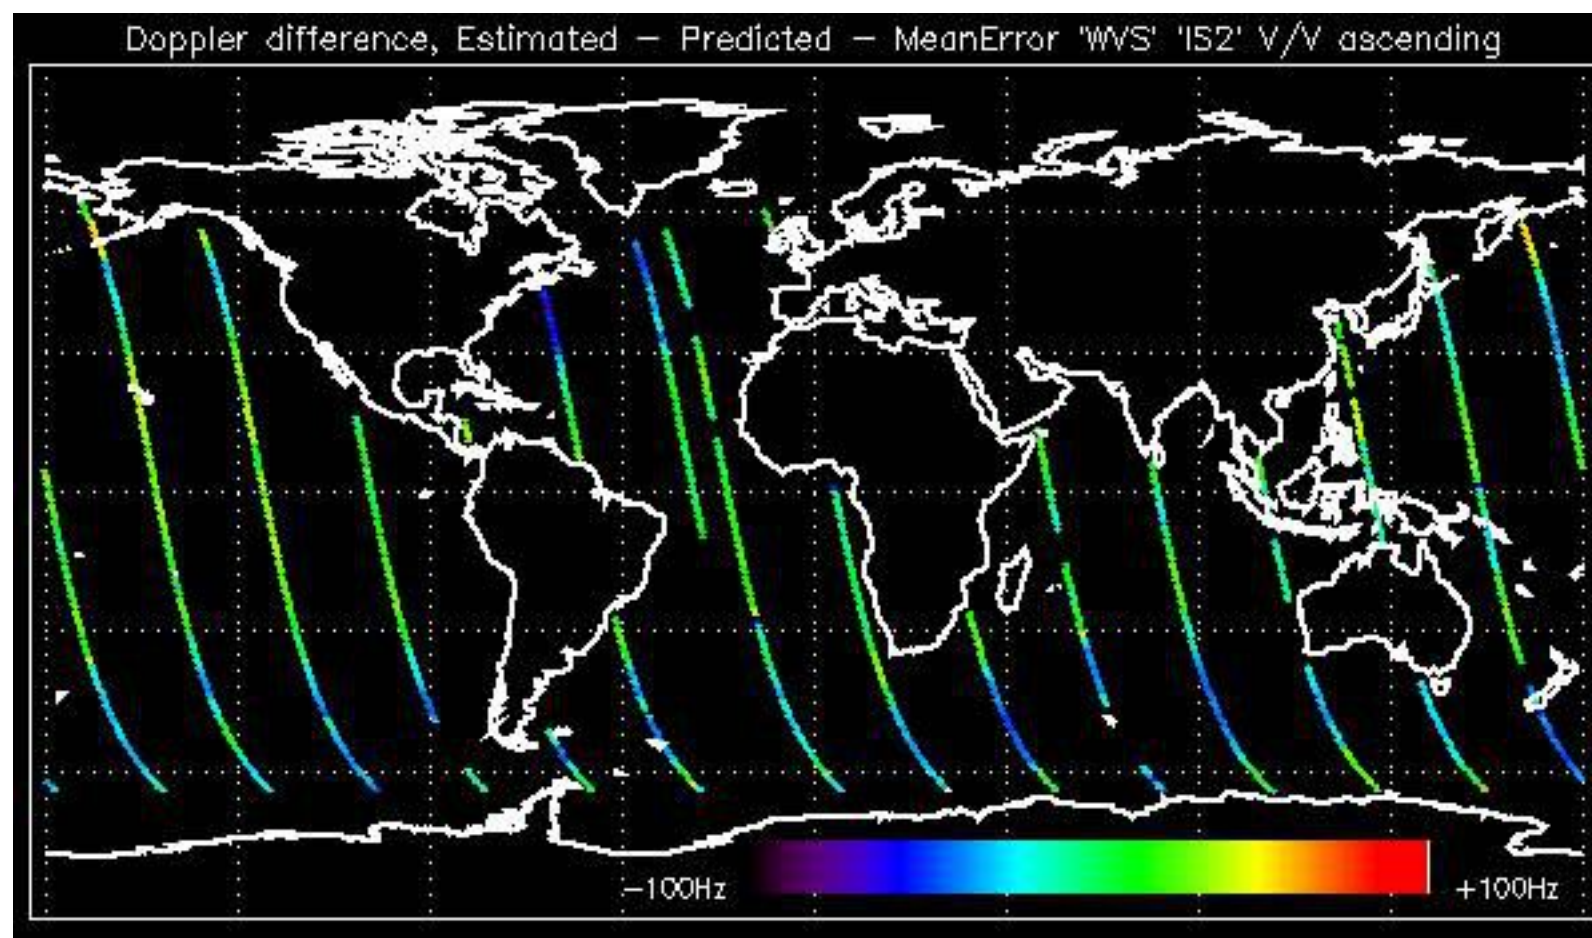 Doppler difference, Estimated – Predicted – MeanError 'WVS' 'IS2' V/V ascending
–100Hz +100Hz